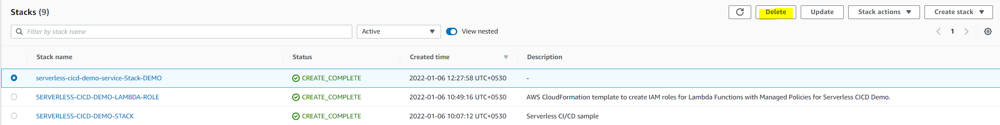 Stacks (9) Delete Update Stack actions Create stack
Filter by stack name Active View nested 1
Stack name Status Created time Description
serverless-cicd-demo-service-Stack-DEMO CREATE_COMPLETE 2022-01-06 12:27:58 UTC+0530 -
SERVERLESS-CICD-DEMO-LAMBDA-ROLE CREATE_COMPLETE 2022-01-06 10:49:16 UTC+0530 AWS CloudFormation template to create IAM roles for Lambda Functions with Managed Policies for Serverless CICD Demo.
SERVERLESS-CICD-DEMO-STACK CREATE_COMPLETE 2022-01-06 10:07:12 UTC+0530 Serverless CI/CD sample